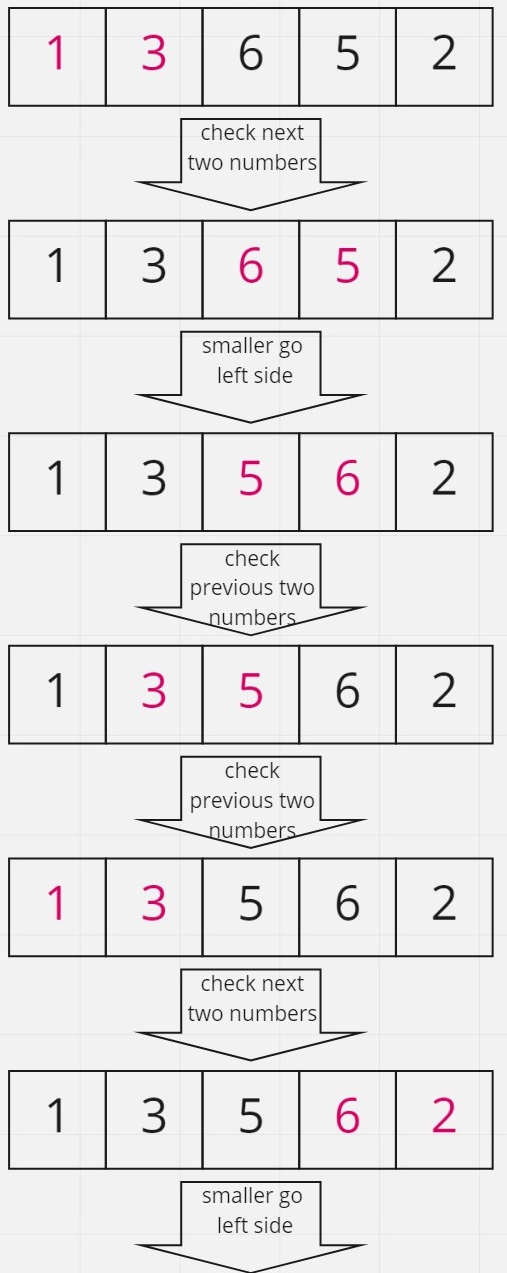 1 3 6 5 2
check next
two numbers
1 3 6 5 2
smaller go
left side
1 3 5 6 2
check
previous two
numbers
1 3 5 6 2
check
previous two
numbers
1 3 5 6 2
check next
two numbers
1 3 5 6 2
smaller go
left side